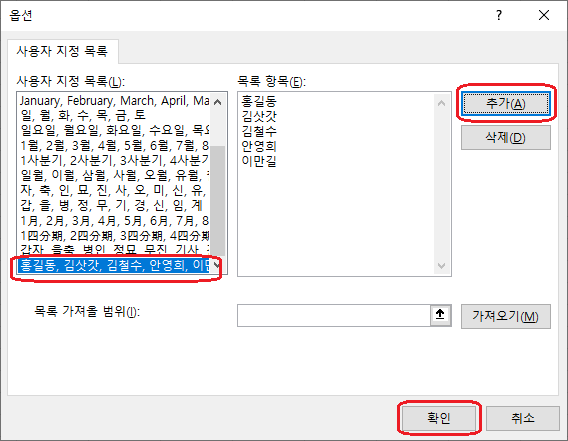 옵션
사용자 지정 목록
사용자 지정 목록(L):
January, February, March, April, Ma
일, 월, 화, 수, 목, 금, 토
일요일, 월요일, 화요일, 수요일, 목요
1월, 2월, 3월, 4월, 5월, 6월, 7월, 8
1사분기, 2사분기, 3사분기, 4사분기
일월, 이월, 삼월, 사월, 오월, 유월,
자, 축, 인, 묘, 진, 사, 오, 미, 신, 유,
갑, 을, 병, 정, 무, 기, 경, 신, 임, 계
1月, 2月, 3月, 4月, 5月, 6月, 7月, 8
1四分期, 2四分期, 3四分期, 4四分期
갑자, 을축, 병인, 정묘, 무진, 기사,
홍길동, 김삿갓, 김철수, 안영희, 이만
목록 항목(E):
홍길동
김삿갓
김철수
안영희
이만길
추가(A)
삭제(D)
목록 가져올 범위(I):
가져오기(M)
확인
취소